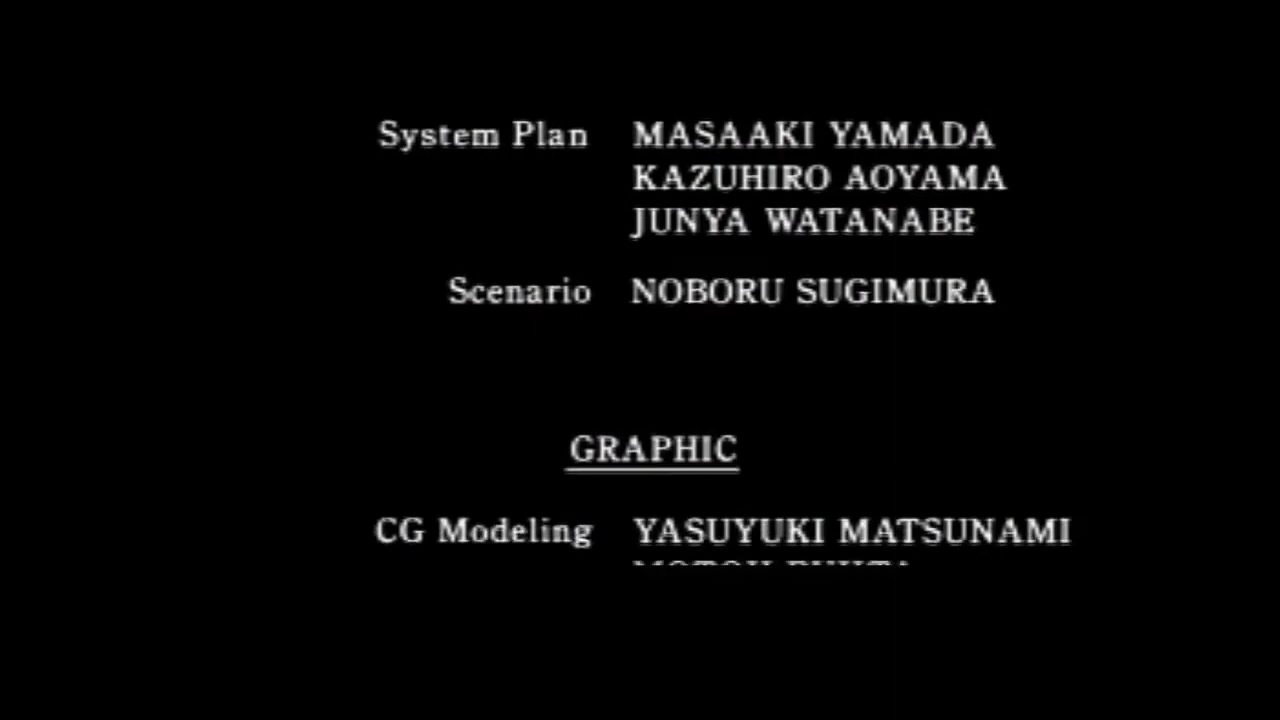 System Plan MASAAKI YAMADA
KAZUHIRO AOYAMA
JUNYA WATANABE
Scenario NOBORU SUGIMURA
GRAPHIC
CG Modeling YASUYUKI MATSUNAMI